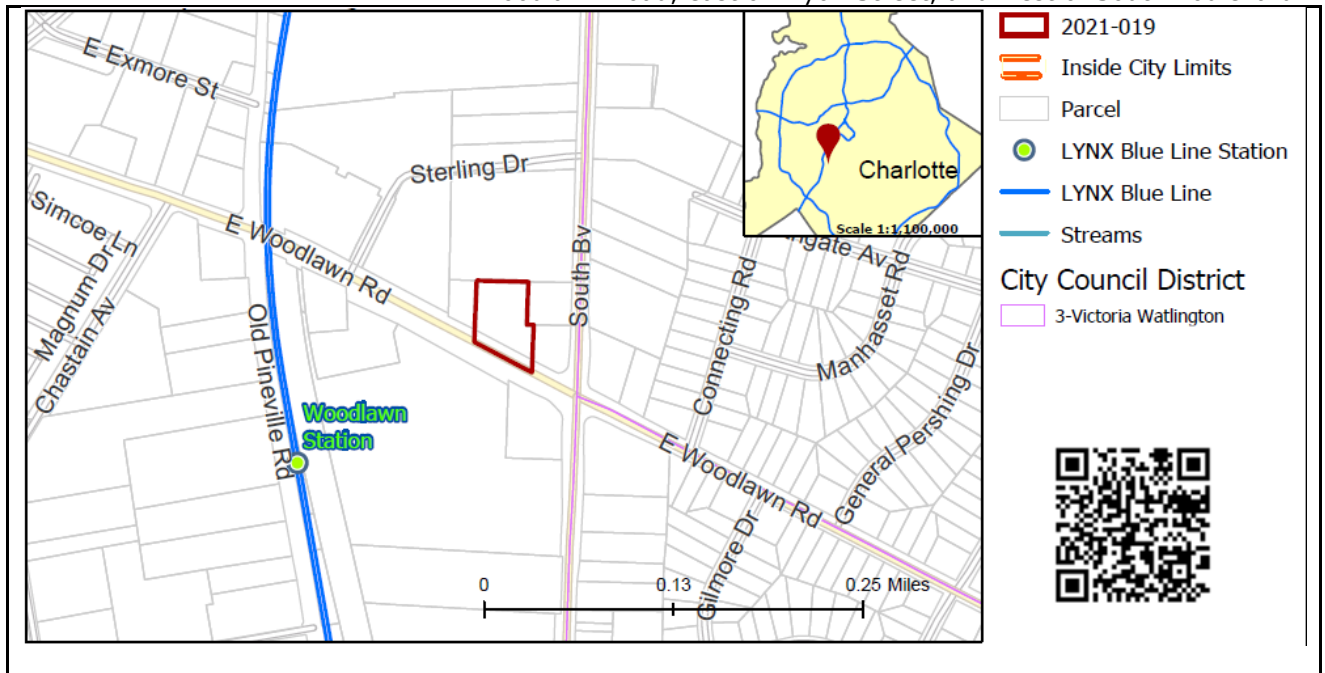 2021-019
Inside City Limits
Parcel
LYNX Blue Line Station
LYNX Blue Line
Streams
City Council District
3-Victoria Watlington
E Exmore St
Sterling Dr
Simcoe Ln
Magnum Dr
Chastain Av
E Woodlawn Rd
Old Pineville Rd
South Bv
Woodlawn
Station
Charlotte
Scale 1:1,100,000
ngate Av
Connecting Rd
Manhasset Rd
General Pershing Dr
E Woodlawn Rd
Gilmore Dr
0 0.13 0.25 Miles